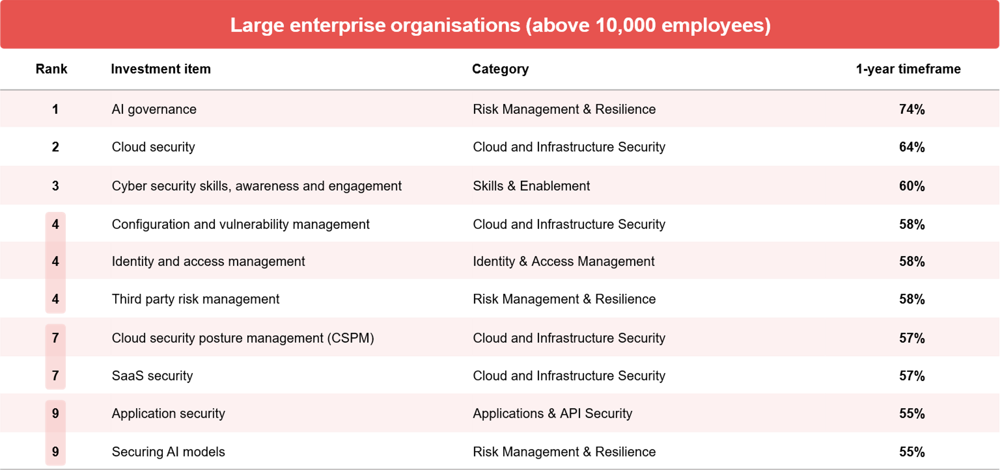 Large enterprise organisations (above 10,000 employees)
Rank Investment item Category 1-year timeframe
1 AI governance Risk Management & Resilience 74%
2 Cloud security Cloud and Infrastructure Security 64%
3 Cyber security skills, awareness and engagement Skills & Enablement 60%
4 Configuration and vulnerability management Cloud and Infrastructure Security 58%
4 Identity and access management Identity & Access Management 58%
4 Third party risk management Risk Management & Resilience 58%
7 Cloud security posture management (CSPM) Cloud and Infrastructure Security 57%
7 SaaS security Cloud and Infrastructure Security 57%
9 Application security Applications & API Security 55%
9 Securing AI models Risk Management & Resilience 55%